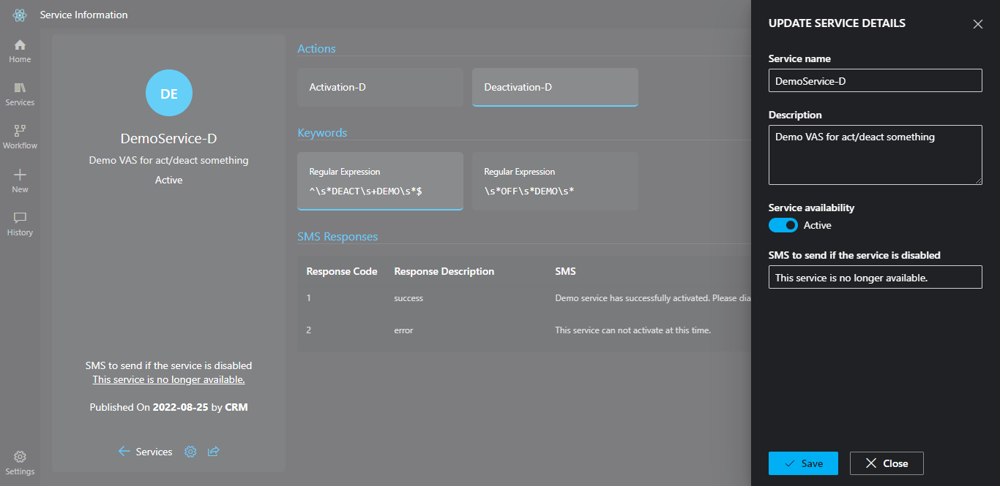 Service Information
Home
Services
Workflow
New
History
Settings
DE
DemoService-D
Demo VAS for act/deact something
Active
SMS to send if the service is disabled
This service is no longer available.
Published On 2022-08-25 by CRM
Services
Actions
Activation-D
Deactivation-D
Keywords
Regular Expression
^\s*DEACT\s+DEMO\s*$
Regular Expression
\s*OFF\s*DEMO\s*
SMS Responses
Response Code Response Description SMS
1 success Demo service has successfully activated. Please dia
2 error This service can not activate at this time.
UPDATE SERVICE DETAILS
Service name
DemoService-D
Description
Demo VAS for act/deact something
Service availability
Active
SMS to send if the service is disabled
This service is no longer available.
Save
Close